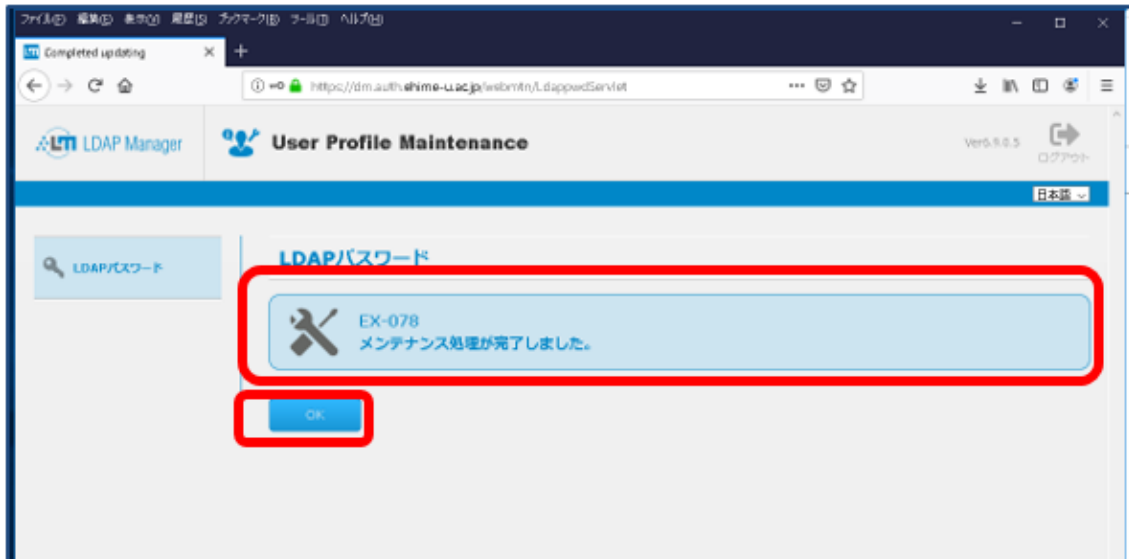 ファイル(F) 編集(E) 表示(V) 履歴(S) ブックマーク(B) ツール(T) ヘルプ(H)
Completed updating
https://dm.auth.ehime-u.ac.jp/webmtn/LdappwdServlet
LTI LDAP Manager
User Profile Maintenance
Ver6.9.0.5
ログアウト
日本語
LDAPパスワード
LDAPパスワード
EX-078
メンテナンス処理が完了しました。
OK